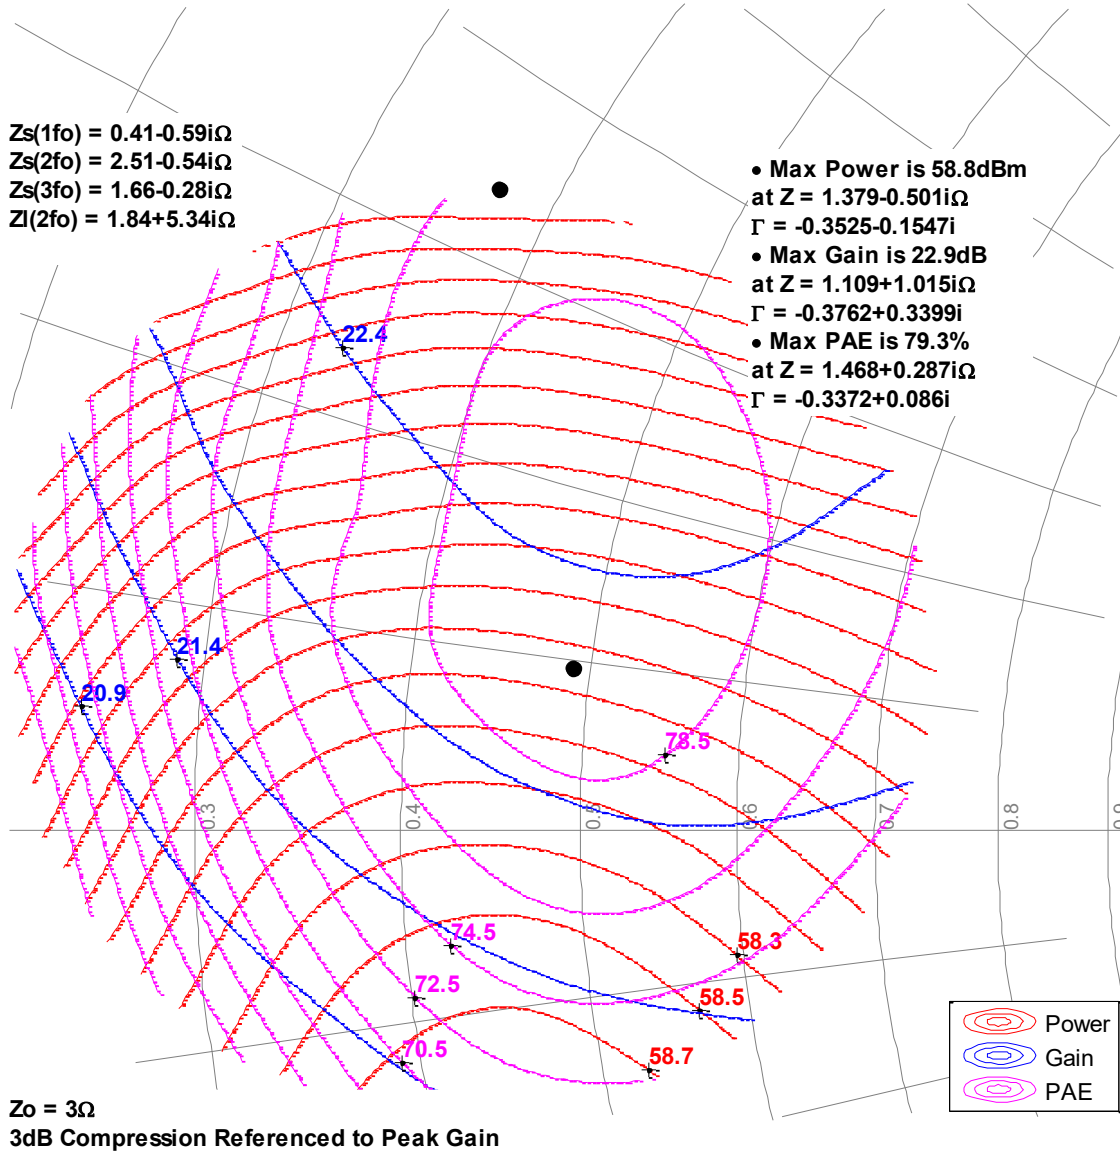 Zs(1fo) = 0.41-0.59iΩ
Zs(2fo) = 2.51-0.54iΩ
Zs(3fo) = 1.66-0.28iΩ
Zl(2fo) = 1.84+5.34iΩ
• Max Power is 58.8dBm
at Z = 1.379-0.501iΩ
Γ = -0.3525-0.1547i
• Max Gain is 22.9dB
at Z = 1.109+1.015iΩ
Γ = -0.3762+0.3399i
• Max PAE is 79.3%
at Z = 1.468+0.287iΩ
Γ = -0.3372+0.086i
22.4
21.4
20.9
78.5
0.3
0.4
0.5
0.6
0.7
0.8
74.5
58.3
72.5
58.5
70.5
58.7
Power
Gain
PAE
Zo = 3Ω
3dB Compression Referenced to Peak Gain